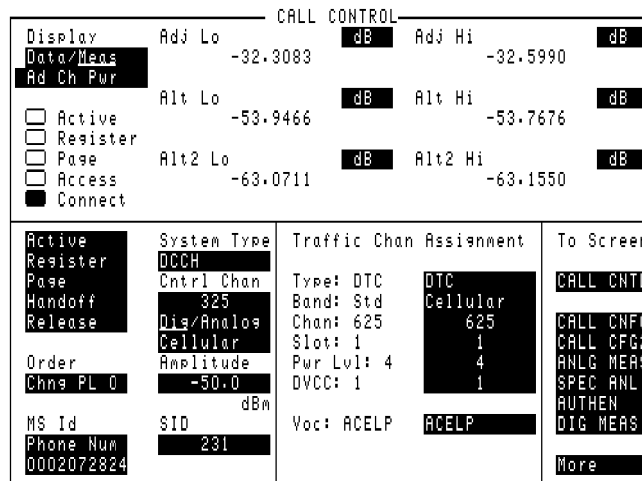 CALL CONTROL
Display
Data/Meas
Ad Ch Pwr
Adj Lo dB
-32.3083
Adj Hi dB
-32.5990
Alt Lo dB
-53.9466
Alt Hi dB
-53.7676
Alt2 Lo dB
-63.0711
Alt2 Hi dB
-63.1550
Active
Register
Page
Access
Connect
Active
Register
Page
Handoff
Release
Order
Chng PL 0
MS Id
Phone Num
0002072824
System Type
DCCH
Cntrl Chan
325
Dig/Analog
Cellular
Amplitude
-50.0
dBm
SID
231
Traffic Chan Assignment
Type: DTC DTC
Band: Std Cellular
Chan: 625 625
Slot: 1 1
Pwr Lvl: 4 4
DVCC: 1 1
Voc: ACELP ACELP
To Screen
CALL
CALL
CALL
ANLG MEAS
SPEC ANL
AUTHEN
DIG MEAS
More